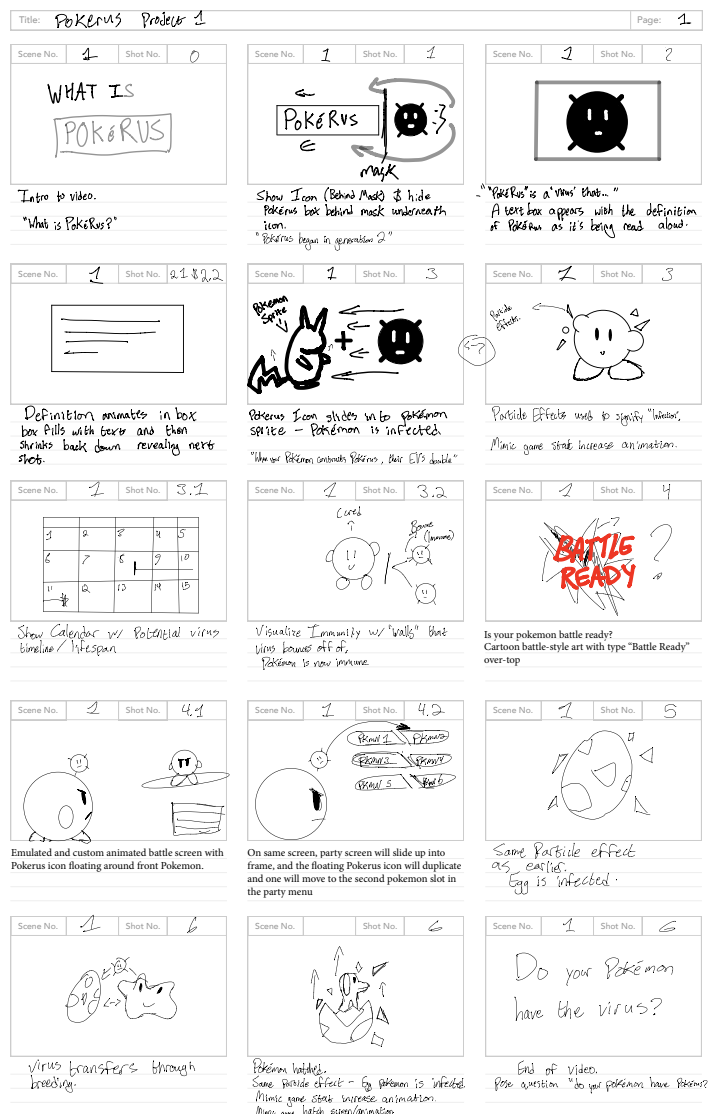 Title: Pokérus Project 1
Page: 1
Scene No. 1 Shot No. 0
WHAT IS
POKéRUS
Intro to video.
"What is PoKéRus?"
Scene No. 1 Shot No. 1
PoKéRVS
mask
Show Icon (Behind Mask) & hide
Pokérus box behind mask underneath
icon.
"Pokérus began in generation 2"
Scene No. 1 Shot No. 2
"PokéRus" is a 'virus' that..."
A text box appears with the definition
of Pokérus as it's being read aloud.
Scene No. 1 Shot No. 2.1 & 2.2
Definition animates in box
box fills with texts and then
shrinks back down revealing next
shot.
Scene No. 1 Shot No. 3
Pokemon
Sprite
+
Pokerus Icon slides into pokémon
sprite - Pokémon is infected.
"When your Pokémon contracts Pokérus, their EVs double"
Scene No. 1 Shot No. 3
Particle
Effects.
Particle Effects used to signify "Infection".
Mimic game stat increase animation.
Scene No. 1 Shot No. 3.1
1 2 3 4 5
6 7 8 9 10
11 12 13 14 15
Show Calendar w/ Potential virus
timeline/lifespan
Scene No. 1 Shot No. 3.2
Cured
Bounce
(Immune)
Visualize Immunity w/ "walls" that
virus bounces off of,
Pokémon is now immune
Scene No. 1 Shot No. 4
BATTLE
READY
?
Is your pokemon battle ready?
Cartoon battle-style art with type “Battle Ready”
over-top
Scene No. 1 Shot No. 4.1
Emulated and custom animated battle screen with
Pokerus icon floating around front Pokemon.
Scene No. 1 Shot No. 4.2
Pkmn 1 Pkmn 2
Pkmn 3 Pkmn 4
Pkmn 5 Pkmn 6
On same screen, party screen will slide up into
frame, and the floating Pokerus icon will duplicate
and one will move to the second pokemon slot in
the party menu
Scene No. 1 Shot No. 5
Same Particle effect
as earlier.
Egg is infected.
Scene No. 1 Shot No. 6
virus transfers through
breeding.
Scene No. Shot No. 6
Pokémon hatched.
Same Particle effect - Egg pokemon is infected.
Mimic game stat increase animation.
Mimic game hatch screen/animation
Scene No. 1 Shot No. 6
Do your Pokémon
have the virus?
End of video.
Pose question "do your pokémon have Pokérus?